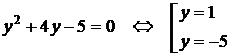 y² + 4y − 5 = 0 ⇔ [ y = 1
y = −5